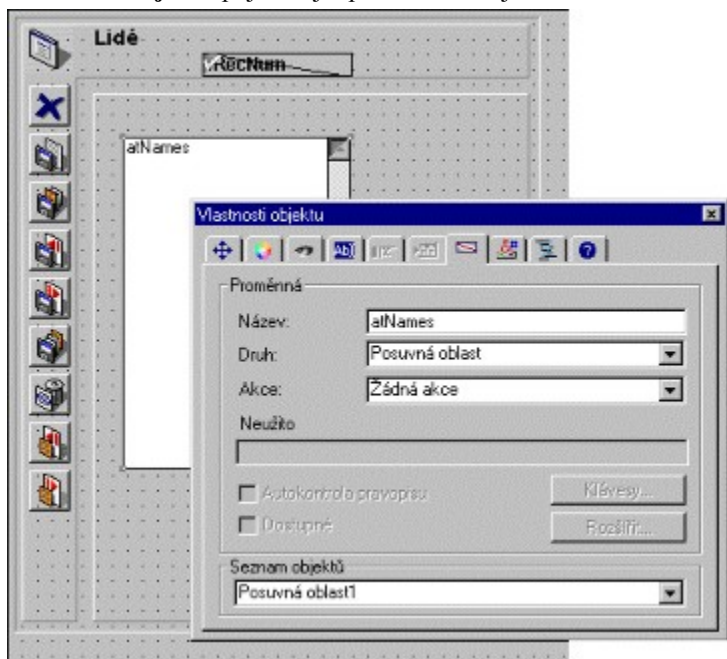 Lidé
RecNum
atNames
Vlastnosti objektu
Proměnná
Název: atNames
Druh: Posuvná oblast
Akce: Žádná akce
Neužito
Autokontrola pravopisu
Klávesy...
Dostupné
Rozšířit...
Seznam objektů
Posuvná oblast1